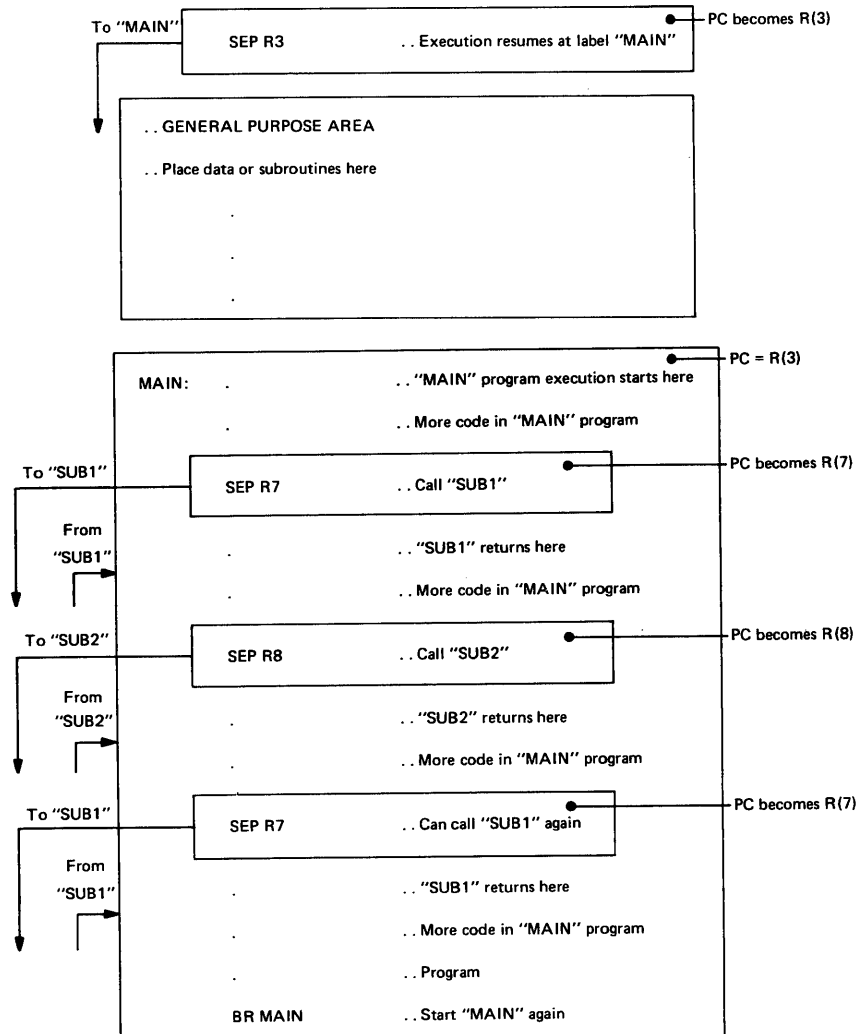 To "MAIN"
SEP R3 . . Execution resumes at label "MAIN"
PC becomes R(3)
. . GENERAL PURPOSE AREA
. . Place data or subroutines here
.
.
.
PC = R(3)
MAIN: . . . "MAIN" program execution starts here
. . . More code in "MAIN" program
To "SUB1"
SEP R7 . . Call "SUB1"
PC becomes R(7)
From
"SUB1"
. . . "SUB1" returns here
. . . More code in "MAIN" program
To "SUB2"
SEP R8 . . Call "SUB2"
PC becomes R(8)
From
"SUB2"
. . . "SUB2" returns here
. . . More code in "MAIN" program
To "SUB1"
SEP R7 . . Can call "SUB1" again
PC becomes R(7)
From
"SUB1"
. . . "SUB1" returns here
. . . More code in "MAIN" program
. . . Program
BR MAIN . . Start "MAIN" again